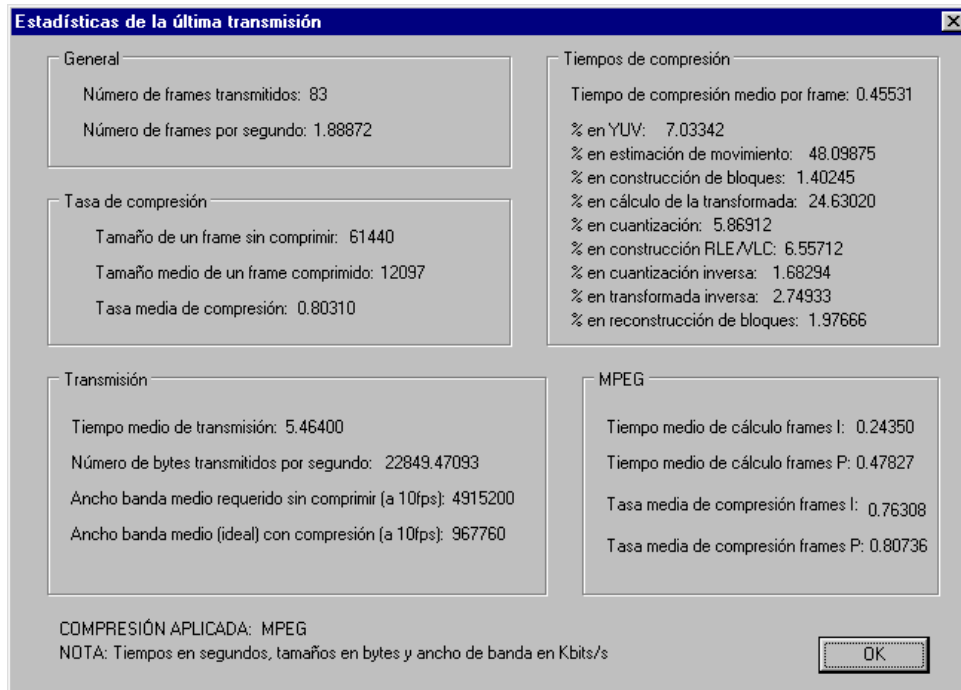 Estadísticas de la última transmisión
General
Número de frames transmitidos: 83
Número de frames por segundo: 1.88872
Tasa de compresión
Tamaño de un frame sin comprimir: 61440
Tamaño medio de un frame comprimido: 12097
Tasa media de compresión: 0.80310
Tiempos de compresión
Tiempo de compresión medio por frame: 0.45531
% en YUV: 7.03342
% en estimación de movimiento: 48.09875
% en construcción de bloques: 1.40245
% en cálculo de la transformada: 24.63020
% en cuantización: 5.86912
% en construcción RLE/VLC: 6.55712
% en cuantización inversa: 1.68294
% en transformada inversa: 2.74933
% en reconstrucción de bloques: 1.97666
Transmisión
Tiempo medio de transmisión: 5.46400
Número de bytes transmitidos por segundo: 22849.47093
Ancho banda medio requerido sin comprimir (a 10fps): 4915200
Ancho banda medio (ideal) con compresión (a 10fps): 967760
MPEG
Tiempo medio de cálculo frames I: 0.24350
Tiempo medio de cálculo frames P: 0.47827
Tasa media de compresión frames I: 0.76308
Tasa media de compresión frames P: 0.80736
COMPRESIÓN APLICADA: MPEG
NOTA: Tiempos en segundos, tamaños en bytes y ancho de banda en Kbits/s
OK